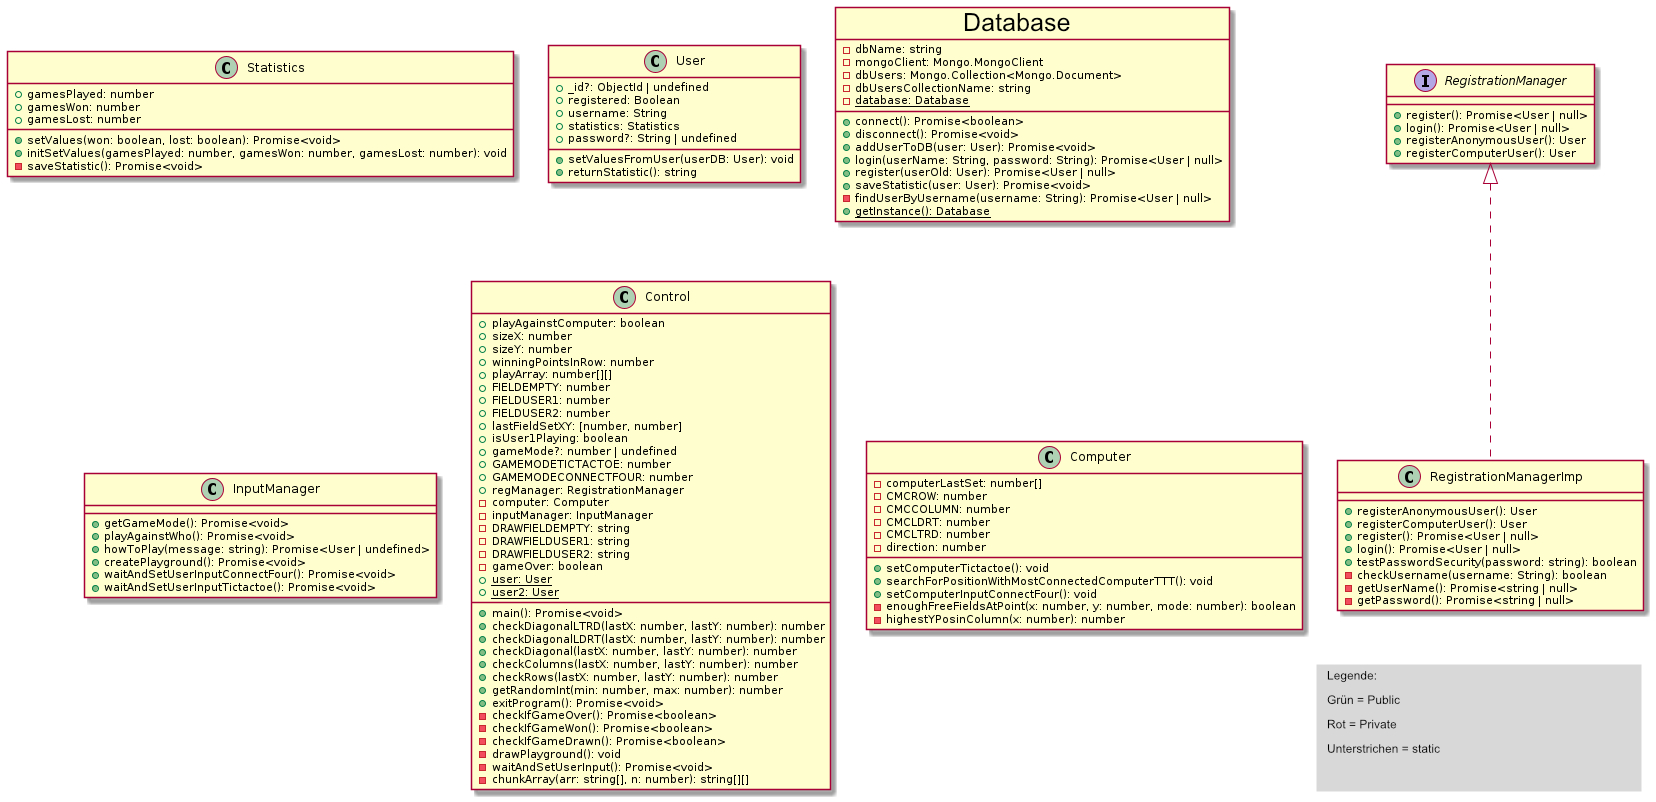 C Statistics
gamesPlayed: number
gamesWon: number
gamesLost: number
setValues(won: boolean, lost: boolean): Promise<void>
initSetValues(gamesPlayed: number, gamesWon: number, gamesLost: number): void
saveStatistic(): Promise<void>
C User
_id?: ObjectId | undefined
registered: Boolean
username: String
statistics: Statistics
password?: String | undefined
setValuesFromUser(userDB: User): void
returnStatistic(): string
Database
dbName: string
mongoClient: Mongo.MongoClient
dbUsers: Mongo.Collection<Mongo.Document>
dbUsersCollectionName: string
database: Database
connect(): Promise<boolean>
disconnect(): Promise<void>
addUserToDB(user: User): Promise<void>
login(userName: String, password: String): Promise<User | null>
register(userOld: User): Promise<User | null>
saveStatistic(user: User): Promise<void>
findUserByUsername(username: String): Promise<User | null>
getInstance(): Database
I RegistrationManager
register(): Promise<User | null>
login(): Promise<User | null>
registerAnonymousUser(): User
registerComputerUser(): User
C InputManager
getGameMode(): Promise<void>
playAgainstWho(): Promise<void>
howToPlay(message: string): Promise<User | undefined>
createPlayground(): Promise<void>
waitAndSetUserInputConnectFour(): Promise<void>
waitAndSetUserInputTictactoe(): Promise<void>
C Control
playAgainstComputer: boolean
sizeX: number
sizeY: number
winningPointsInRow: number
playArray: number[][]
FIELDEMPTY: number
FIELDUSER1: number
FIELDUSER2: number
lastFieldSetXY: [number, number]
isUser1Playing: boolean
gameMode?: number | undefined
GAMEMODETICTACTOE: number
GAMEMODECONNECTFOUR: number
regManager: RegistrationManager
computer: Computer
inputManager: InputManager
DRAWFIELDEMPTY: string
DRAWFIELDUSER1: string
DRAWFIELDUSER2: string
gameOver: boolean
user: User
user2: User
main(): Promise<void>
checkDiagonalLTRD(lastX: number, lastY: number): number
checkDiagonalLDRT(lastX: number, lastY: number): number
checkDiagonal(lastX: number, lastY: number): number
checkColumns(lastX: number, lastY: number): number
checkRows(lastX: number, lastY: number): number
getRandomInt(min: number, max: number): number
exitProgram(): Promise<void>
checkIfGameOver(): Promise<boolean>
checkIfGameWon(): Promise<boolean>
checkIfGameDrawn(): Promise<boolean>
drawPlayground(): void
waitAndSetUserInput(): Promise<void>
chunkArray(arr: string[], n: number): string[][]
C Computer
computerLastSet: number[]
CMCROW: number
CMCCOLUMN: number
CMCLDRT: number
CMCLTRD: number
direction: number
setComputerTictactoe(): void
searchForPositionWithMostConnectedComputerTTT(): void
setComputerInputConnectFour(): void
enoughFreeFieldsAtPoint(x: number, y: number, mode: number): boolean
highestYPosinColumn(x: number): number
C RegistrationManagerImp
registerAnonymousUser(): User
registerComputerUser(): User
register(): Promise<User | null>
login(): Promise<User | null>
testPasswordSecurity(password: string): boolean
checkUsername(username: String): boolean
getUserName(): Promise<string | null>
getPassword(): Promise<string | null>
Legende:
Grün = Public
Rot = Private
Unterstrichen = static